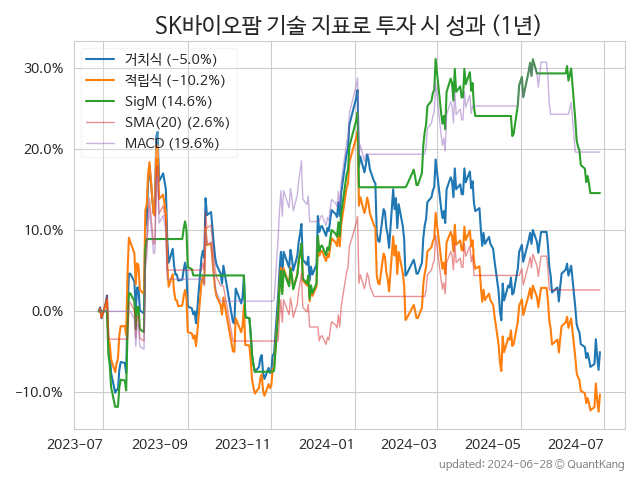 SK바이오팜 기술 지표로 투자 시 성과 (1년)
거치식 (−5.0%)
적립식 (−10.2%)
SigM (14.6%)
SMA(20) (2.6%)
MACD (19.6%)
30.0%
20.0%
10.0%
0.0%
−10.0%
2023-07 2023-09 2023-11 2024-01 2024-03 2024-05 2024-07
updated: 2024-06-28 ⓒ QuantKang